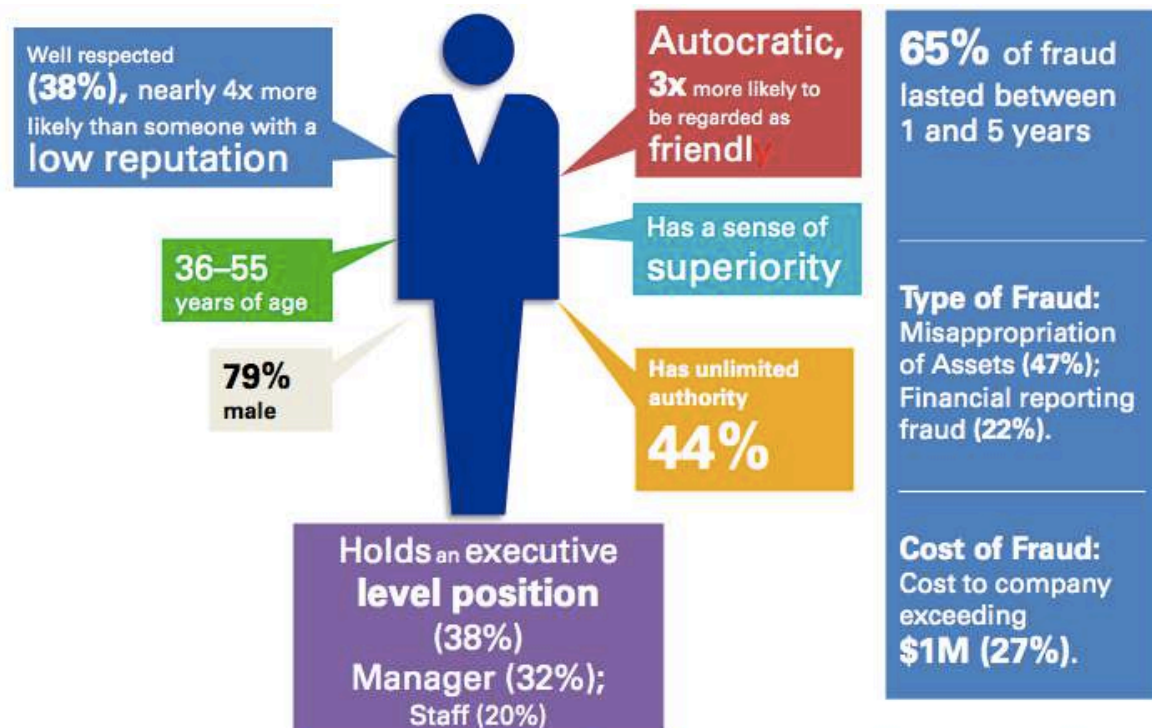 Well respected
(38%), nearly 4x more
likely than someone with a
low reputation
36–55
years of age
79%
male
Autocratic,
3x more likely to
be regarded as
friendly
Has a sense of
superiority
Has unlimited
authority
44%
Holds an executive
level position
(38%)
Manager (32%);
Staff (20%)
65% of fraud
lasted between
1 and 5 years
Type of Fraud:
Misappropriation
of Assets (47%);
Financial reporting
fraud (22%).
Cost of Fraud:
Cost to company
exceeding
$1M (27%).